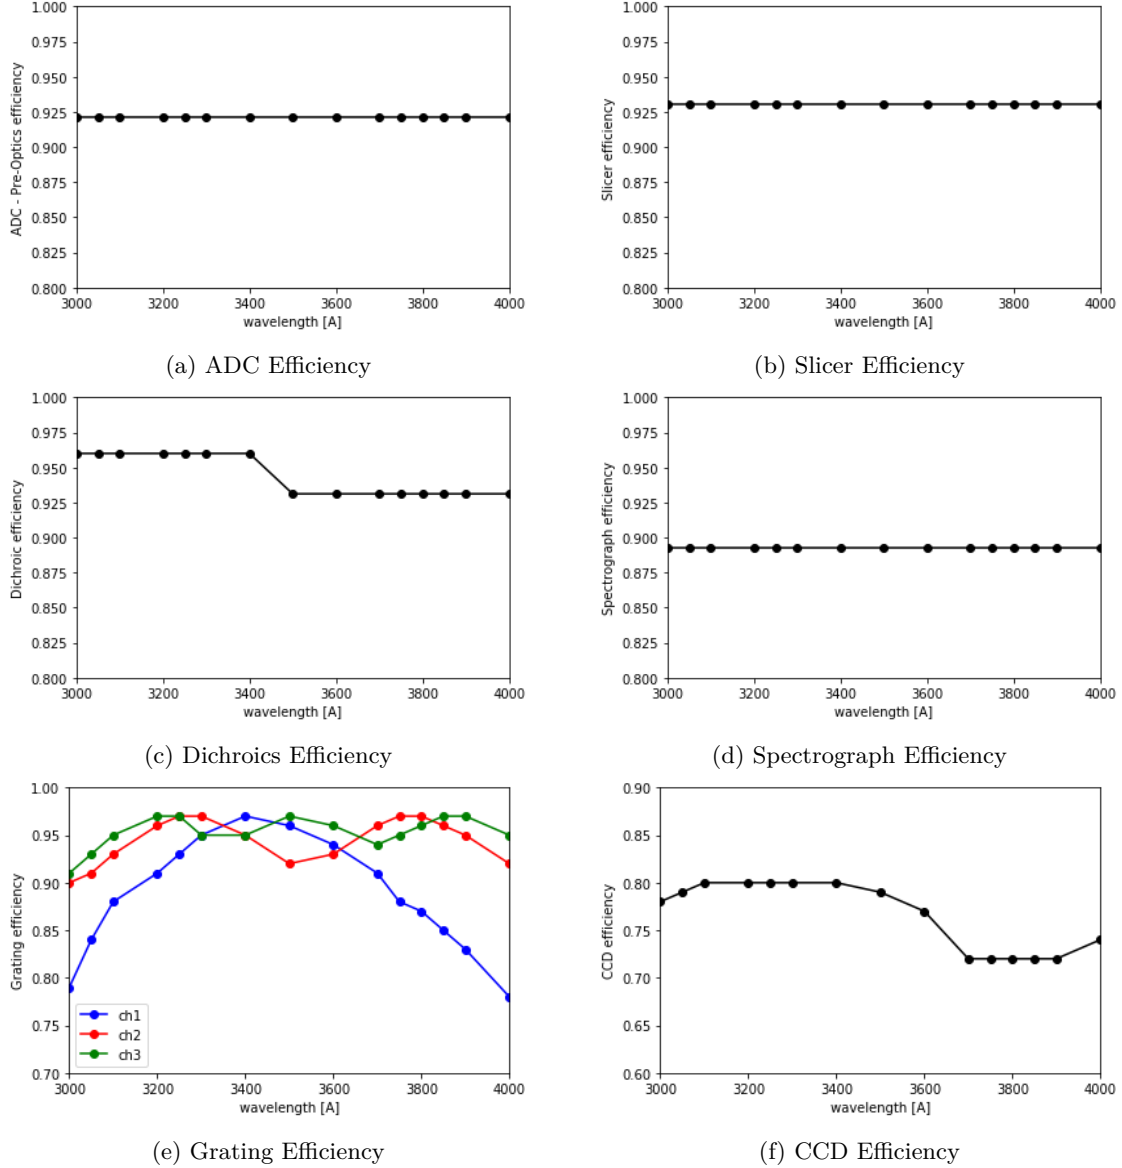 1.000
0.975
0.950
0.925
0.900
0.875
0.850
0.825
0.800
ADC - Pre-Optics efficiency
3000 3200 3400 3600 3800 4000
wavelength [A]
(a) ADC Efficiency
1.000
0.975
0.950
0.925
0.900
0.875
0.850
0.825
0.800
Slicer efficiency
3000 3200 3400 3600 3800 4000
wavelength [A]
(b) Slicer Efficiency
1.000
0.975
0.950
0.925
0.900
0.875
0.850
0.825
0.800
Dichroic efficiency
3000 3200 3400 3600 3800 4000
wavelength [A]
(c) Dichroics Efficiency
1.000
0.975
0.950
0.925
0.900
0.875
0.850
0.825
0.800
Spectrograph efficiency
3000 3200 3400 3600 3800 4000
wavelength [A]
(d) Spectrograph Efficiency
1.00
0.95
0.90
0.85
0.80
0.75
0.70
Grating efficiency
ch1
ch2
ch3
3000 3200 3400 3600 3800 4000
wavelength [A]
(e) Grating Efficiency
0.90
0.85
0.80
0.75
0.70
0.65
0.60
CCD efficiency
3000 3200 3400 3600 3800 4000
wavelength [A]
(f) CCD Efficiency